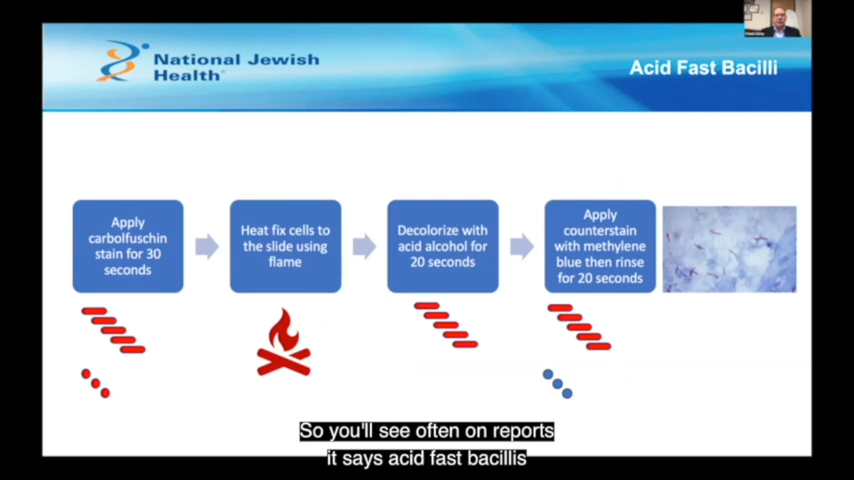 National Jewish
Health®
Acid Fast Bacilli
Apply
carbolfuschin
stain for 30
seconds
Heat fix cells to
the slide using
flame
Decolorize with
acid alcohol for
20 seconds
Apply
counterstain
with methylene
blue then rinse
for 20 seconds
So you'll see often on reports
it says acid fast bacillis